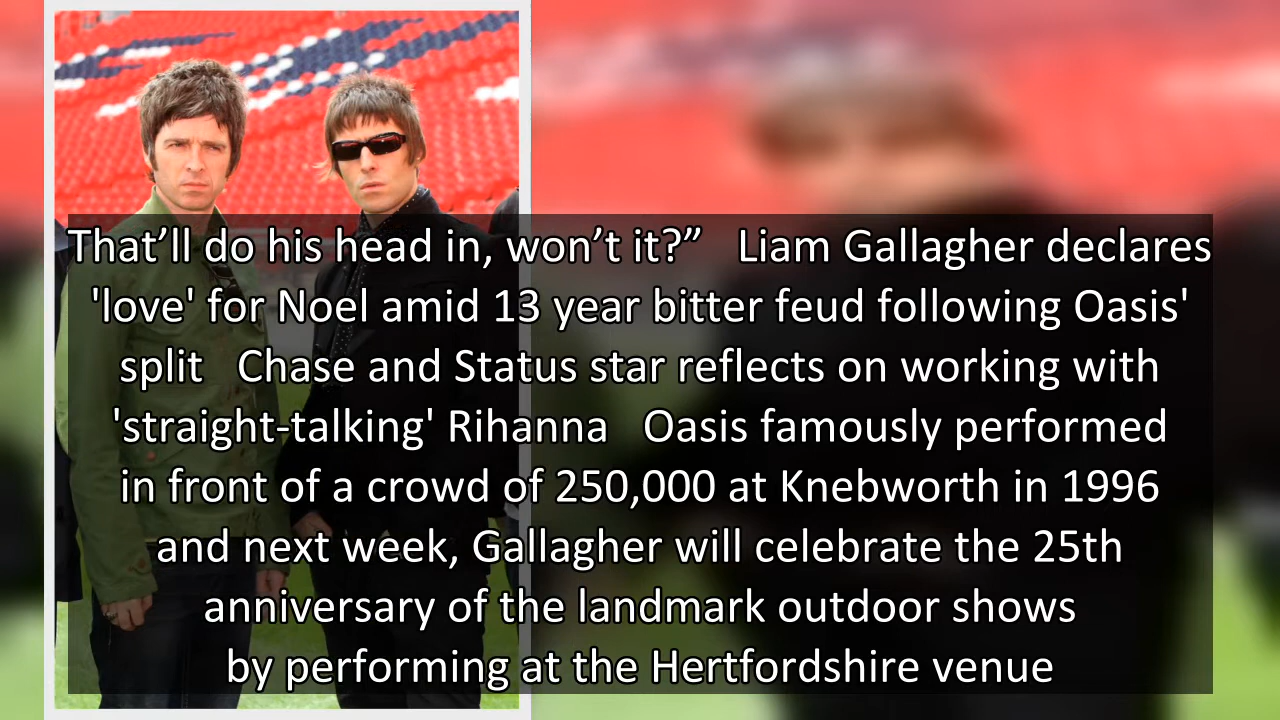 That’ll do his head in, won’t it?”   Liam Gallagher declares
'love' for Noel amid 13 year bitter feud following Oasis'
split   Chase and Status star reflects on working with
'straight-talking' Rihanna   Oasis famously performed
in front of a crowd of 250,000 at Knebworth in 1996
and next week, Gallagher will celebrate the 25th
anniversary of the landmark outdoor shows
by performing at the Hertfordshire venue